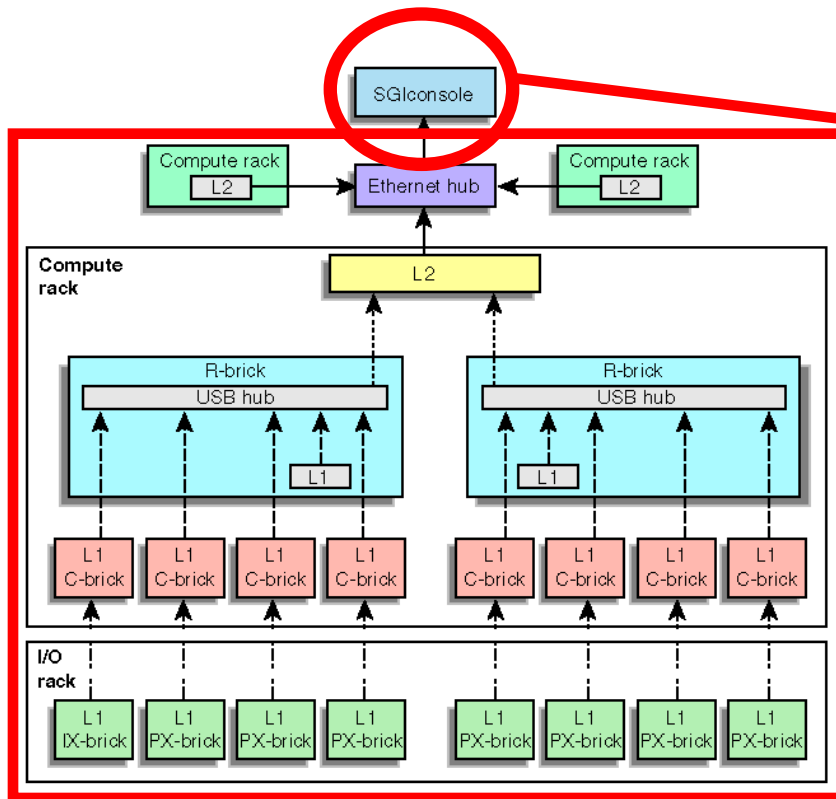 SGIconsole
Compute rack
L2
Ethernet hub
Compute rack
L2
Compute
rack
L2
R-brick
USB hub
L1
R-brick
USB hub
L1
L1
C-brick
L1
C-brick
L1
C-brick
L1
C-brick
L1
C-brick
L1
C-brick
L1
C-brick
L1
C-brick
I/O
rack
L1
IX-brick
L1
PX-brick
L1
PX-brick
L1
PX-brick
L1
PX-brick
L1
PX-brick
L1
PX-brick
L1
PX-brick